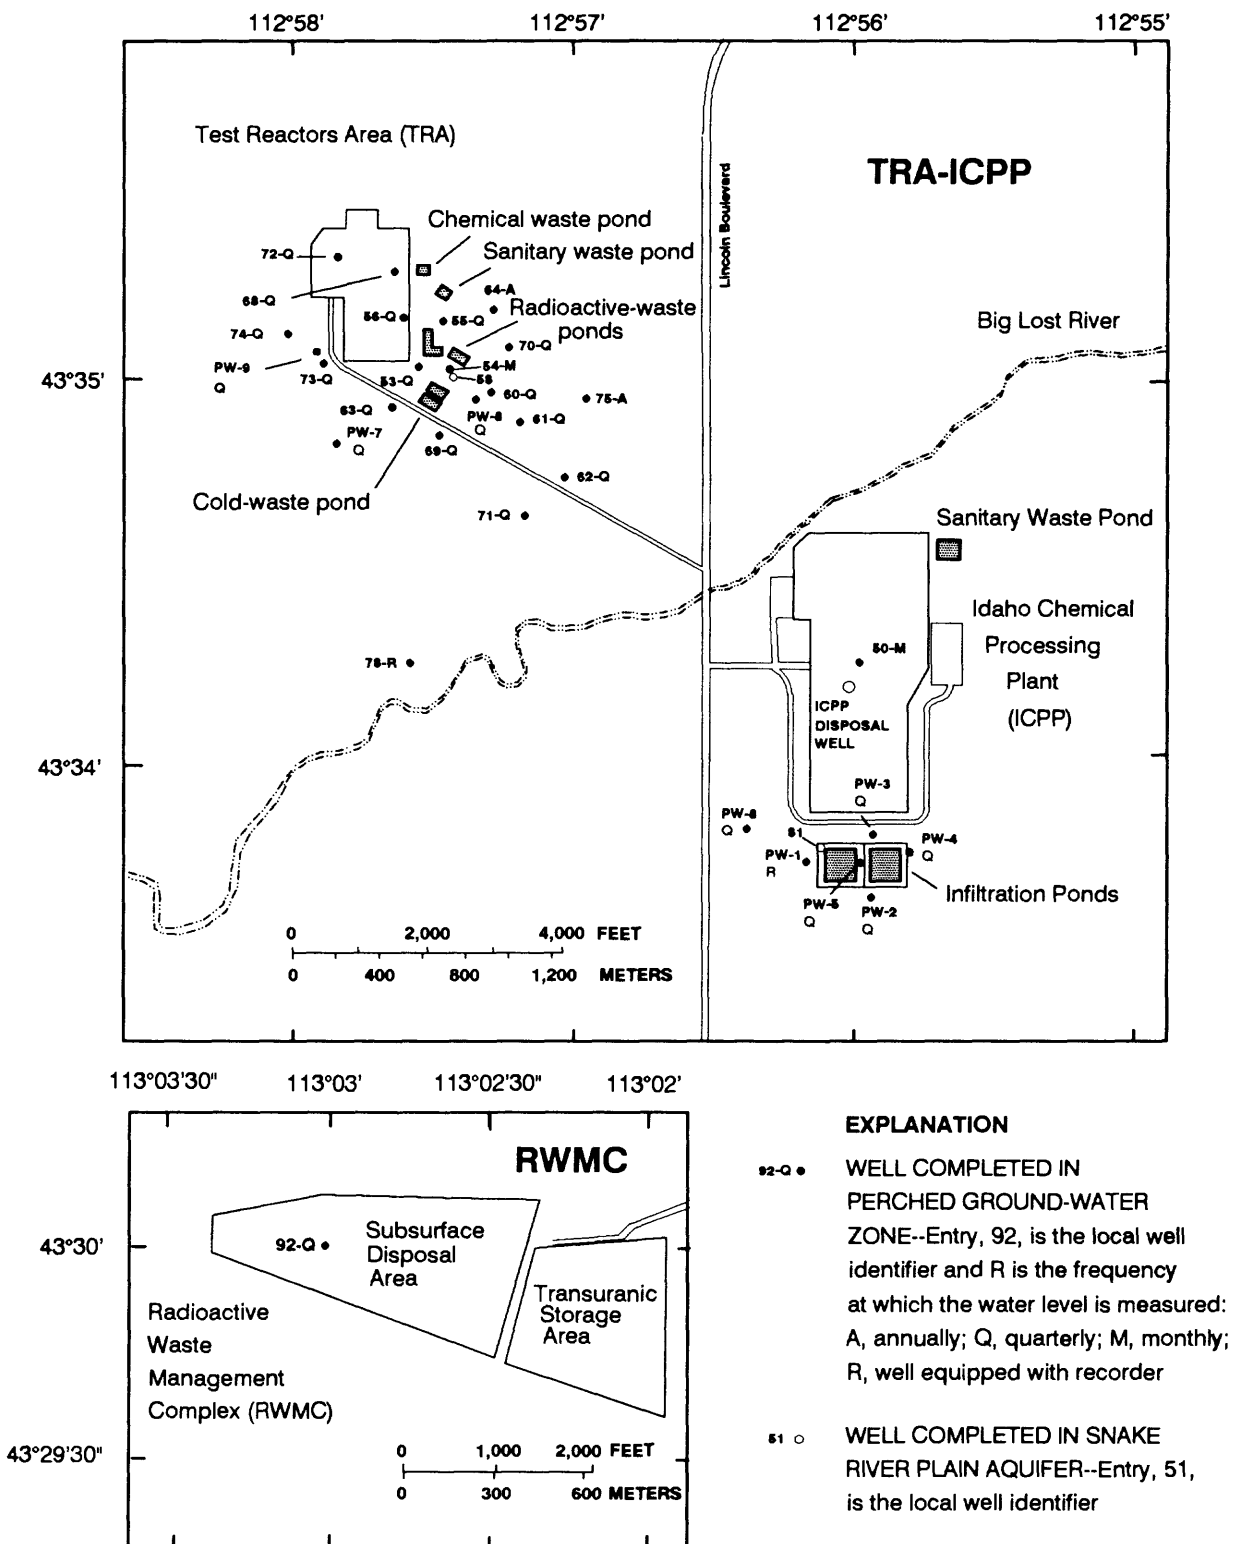 112°58' 112°57' 112°56' 112°55'
Test Reactors Area (TRA)
TRA-ICPP
Lincoln Boulevard
Chemical waste pond
72-Q
Sanitary waste pond
64-A
68-Q
Radioactive-waste
ponds
56-Q
55-Q
Big Lost River
74-Q
70-Q
PW-9
Q
54-M
43°35'
73-Q
53-Q
58
60-Q
75-A
63-Q
PW-8
Q
61-Q
PW-7
Q
69-Q
62-Q
Cold-waste pond
71-Q
Sanitary Waste Pond
Idaho Chemical
Processing
Plant
(ICPP)
50-M
78-R
ICPP
DISPOSAL
WELL
43°34'
PW-3
Q
PW-6
Q
51
PW-4
Q
PW-1
R
Infiltration Ponds
PW-5
Q
PW-2
Q
0 2,000 4,000 FEET
0 400 800 1,200 METERS
113°03'30" 113°03' 113°02'30" 113°02'
RWMC
43°30'
92-Q
Subsurface
Disposal
Area
Transuranic
Storage
Area
Radioactive
Waste
Management
Complex (RWMC)
43°29'30"
0 1,000 2,000 FEET
0 300 600 METERS
EXPLANATION
92-Q WELL COMPLETED IN
PERCHED GROUND-WATER
ZONE--Entry, 92, is the local well
identifier and R is the frequency
at which the water level is measured:
A, annually; Q, quarterly; M, monthly;
R, well equipped with recorder
51 WELL COMPLETED IN SNAKE
RIVER PLAIN AQUIFER--Entry, 51,
is the local well identifier